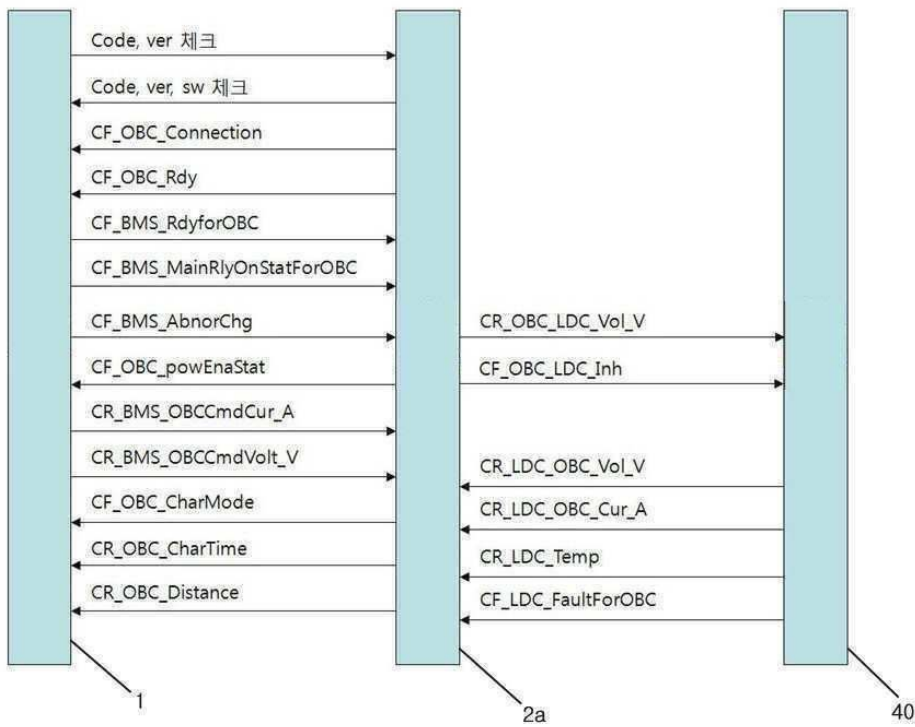 Code, ver 체크
Code, ver, sw 체크
CF_OBC_Connection
CF_OBC_Rdy
CF_BMS_RdyforOBC
CF_BMS_MainRlyOnStatForOBC
CF_BMS_AbnorChg
CF_OBC_powEnaStat
CR_BMS_OBCCmdCur_A
CR_BMS_OBCCmdVolt_V
CF_OBC_CharMode
CR_OBC_CharTime
CR_OBC_Distance
CR_OBC_LDC_Vol_V
CF_OBC_LDC_Inh
CR_LDC_OBC_Vol_V
CR_LDC_OBC_Cur_A
CR_LDC_Temp
CF_LDC_FaultForOBC
1
2a
40